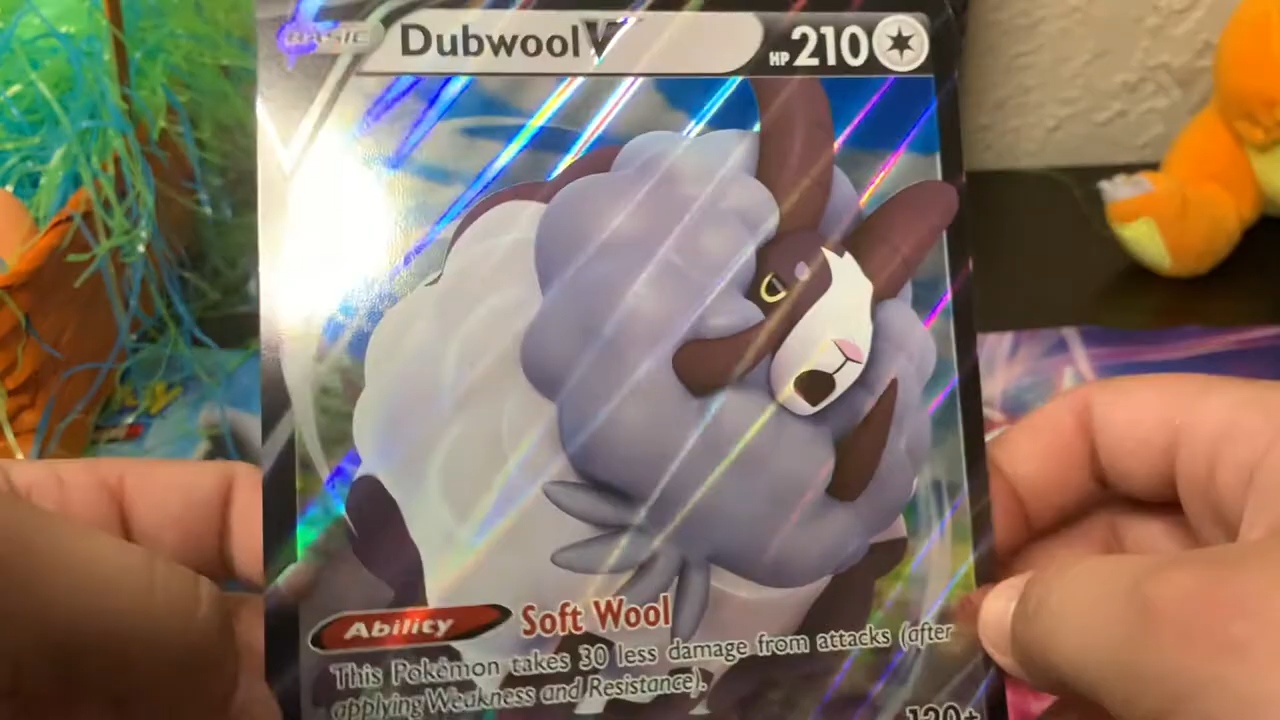 BASIC
Dubwool V
HP 210
Ability Soft Wool
This Pokémon takes 30 less damage from attacks (after
applying Weakness and Resistance).
120+